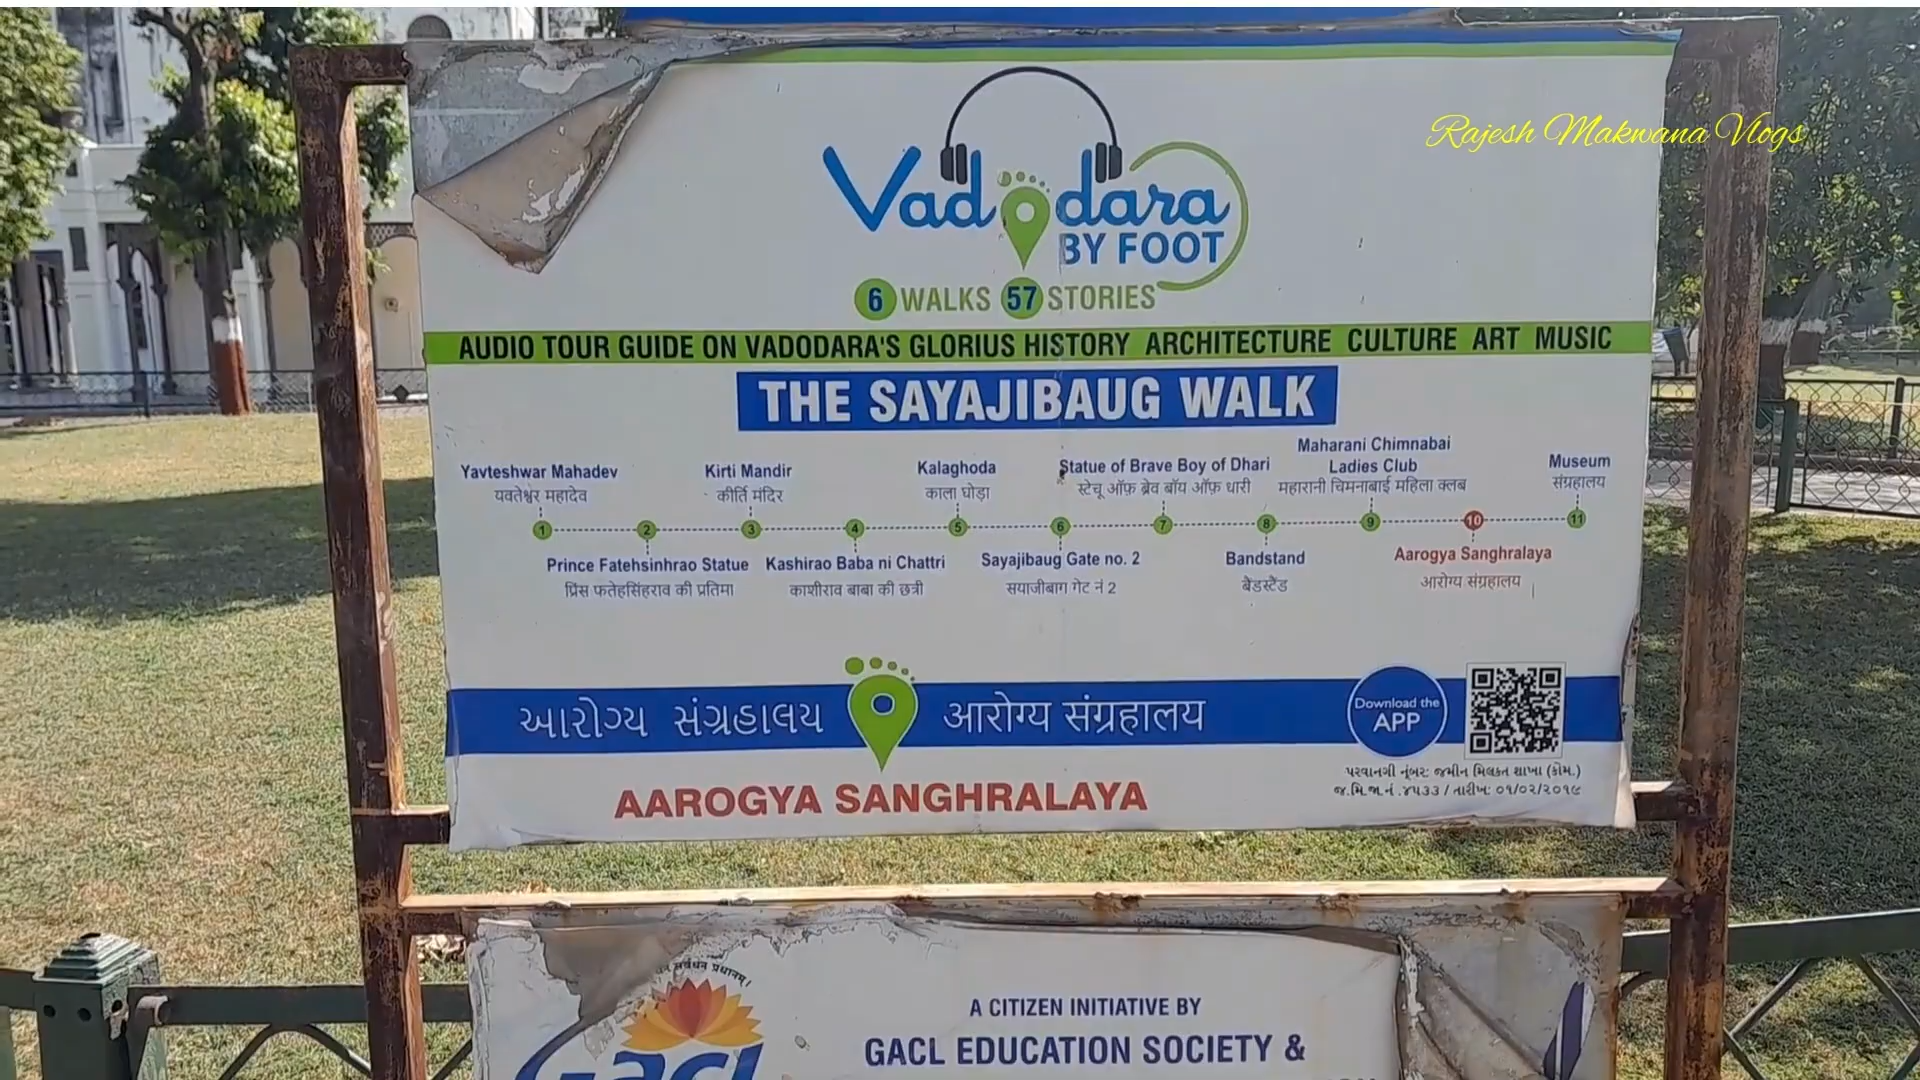 Rajesh Makwana Vlogs
Vadodara
BY FOOT
6 WALKS 57 STORIES
AUDIO TOUR GUIDE ON VADODARA'S GLORIUS HISTORY ARCHITECTURE CULTURE ART MUSIC
THE SAYAJIBAUG WALK
Yavteshwar Mahadev
यवतेश्वर महादेव
Kirti Mandir
कीर्ति मंदिर
Kalaghoda
काला घोड़ा
Statue of Brave Boy of Dhari
स्टेचू ऑफ़ ब्रेव बॉय ऑफ़ धारी
Maharani Chimnabai
Ladies Club
महारानी चिमनाबाई महिला क्लब
Museum
संग्रहालय
1 2 3 4 5 6 7 8 9 10 11
Prince Fatehsinhrao Statue
प्रिंस फतेहसिंहराव की प्रतिमा
Kashirao Baba ni Chattri
काशीराव बाबा की छत्री
Sayajibaug Gate no. 2
सयाजीबाग गेट नं 2
Bandstand
बैंडस्टैंड
Aarogya Sanghralaya
आरोग्य संग्रहालय
આરોગ્ય સંગ્રહાલય
आरोग्य संग्रहालय
Download the
APP
AAROGYA SANGHRALAYA
પરવાનગી નંબર: જમીન મિલકત શાખા (કોમ.)
જ.મિ.જા.નં .૪૫૩૩ / તારીખ: ૦૧/૦૨/૨૦૧૯
प्रधानम्।
GACL
A CITIZEN INITIATIVE BY
GACL EDUCATION SOCIETY &